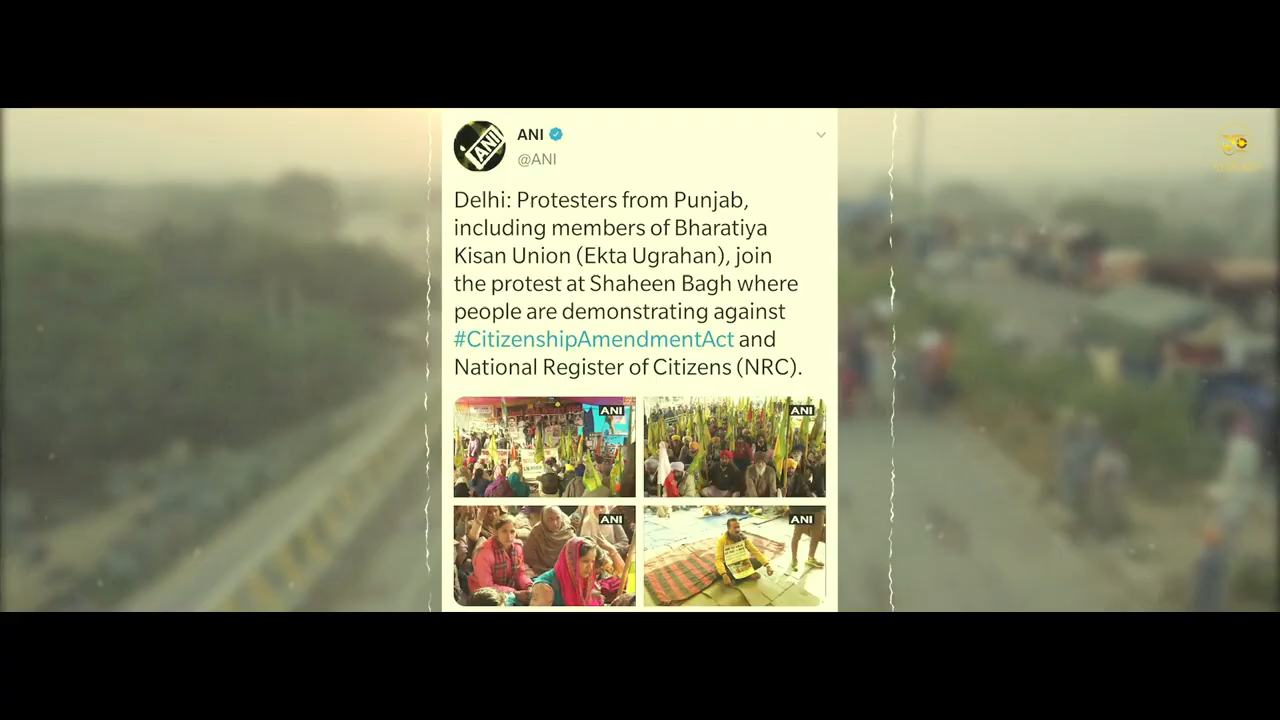 ANI
@ANI
Delhi: Protesters from Punjab,
including members of Bharatiya
Kisan Union (Ekta Ugrahan), join
the protest at Shaheen Bagh where
people are demonstrating against
#CitizenshipAmendmentAct and
National Register of Citizens (NRC).
ANI
ANI
ANI
ANI
ANI